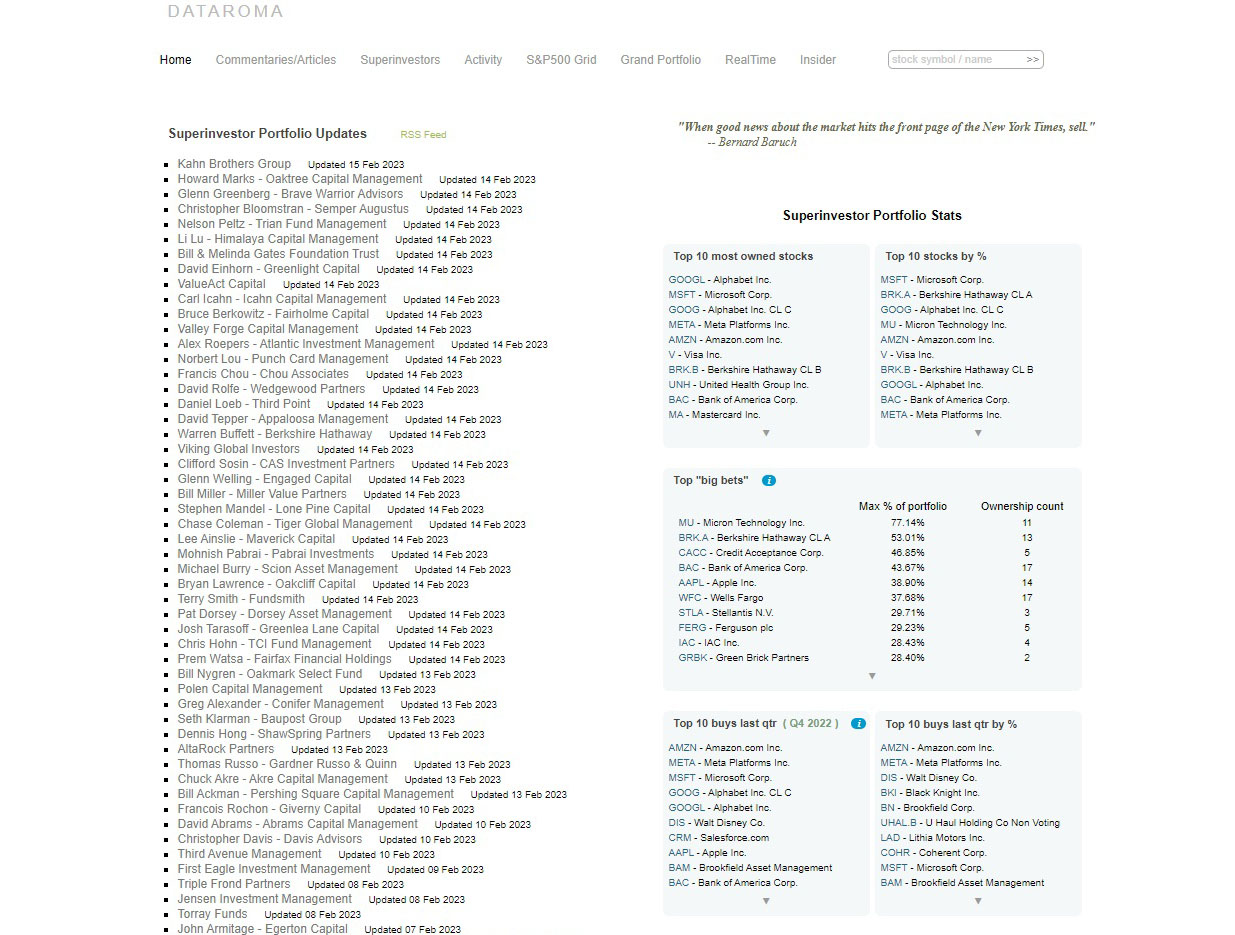 DATAROMA
Home Commentaries/Articles Superinvestors Activity S&P500 Grid Grand Portfolio RealTime Insider stock symbol / name >>
Superinvestor Portfolio Updates RSS Feed
Kahn Brothers Group Updated 15 Feb 2023
Howard Marks - Oaktree Capital Management Updated 14 Feb 2023
Glenn Greenberg - Brave Warrior Advisors Updated 14 Feb 2023
Christopher Bloomstran - Semper Augustus Updated 14 Feb 2023
Nelson Peltz - Trian Fund Management Updated 14 Feb 2023
Li Lu - Himalaya Capital Management Updated 14 Feb 2023
Bill & Melinda Gates Foundation Trust Updated 14 Feb 2023
David Einhorn - Greenlight Capital Updated 14 Feb 2023
ValueAct Capital Updated 14 Feb 2023
Carl Icahn - Icahn Capital Management Updated 14 Feb 2023
Bruce Berkowitz - Fairholme Capital Updated 14 Feb 2023
Valley Forge Capital Management Updated 14 Feb 2023
Alex Roepers - Atlantic Investment Management Updated 14 Feb 2023
Norbert Lou - Punch Card Management Updated 14 Feb 2023
Francis Chou - Chou Associates Updated 14 Feb 2023
David Rolfe - Wedgewood Partners Updated 14 Feb 2023
Daniel Loeb - Third Point Updated 14 Feb 2023
David Tepper - Appaloosa Management Updated 14 Feb 2023
Warren Buffett - Berkshire Hathaway Updated 14 Feb 2023
Viking Global Investors Updated 14 Feb 2023
Clifford Sosin - CAS Investment Partners Updated 14 Feb 2023
Glenn Welling - Engaged Capital Updated 14 Feb 2023
Bill Miller - Miller Value Partners Updated 14 Feb 2023
Stephen Mandel - Lone Pine Capital Updated 14 Feb 2023
Chase Coleman - Tiger Global Management Updated 14 Feb 2023
Lee Ainslie - Maverick Capital Updated 14 Feb 2023
Mohnish Pabrai - Pabrai Investments Updated 14 Feb 2023
Michael Burry - Scion Asset Management Updated 14 Feb 2023
Bryan Lawrence - Oakcliff Capital Updated 14 Feb 2023
Terry Smith - Fundsmith Updated 14 Feb 2023
Pat Dorsey - Dorsey Asset Management Updated 14 Feb 2023
Josh Tarasoff - Greenlea Lane Capital Updated 14 Feb 2023
Chris Hohn - TCI Fund Management Updated 14 Feb 2023
Prem Watsa - Fairfax Financial Holdings Updated 14 Feb 2023
Bill Nygren - Oakmark Select Fund Updated 13 Feb 2023
Polen Capital Management Updated 13 Feb 2023
Greg Alexander - Conifer Management Updated 13 Feb 2023
Seth Klarman - Baupost Group Updated 13 Feb 2023
Dennis Hong - ShawSpring Partners Updated 13 Feb 2023
AltaRock Partners Updated 13 Feb 2023
Thomas Russo - Gardner Russo & Quinn Updated 13 Feb 2023
Chuck Akre - Akre Capital Management Updated 13 Feb 2023
Bill Ackman - Pershing Square Capital Management Updated 13 Feb 2023
Francois Rochon - Giverny Capital Updated 10 Feb 2023
David Abrams - Abrams Capital Management Updated 10 Feb 2023
Christopher Davis - Davis Advisors Updated 10 Feb 2023
Third Avenue Management Updated 10 Feb 2023
First Eagle Investment Management Updated 09 Feb 2023
Triple Frond Partners Updated 08 Feb 2023
Jensen Investment Management Updated 08 Feb 2023
Torray Funds Updated 08 Feb 2023
John Armitage - Egerton Capital Updated 07 Feb 2023
"When good news about the market hits the front page of the New York Times, sell."
-- Bernard Baruch
Superinvestor Portfolio Stats
Top 10 most owned stocks
GOOGL - Alphabet Inc.
MSFT - Microsoft Corp.
GOOG - Alphabet Inc. CL C
META - Meta Platforms Inc.
AMZN - Amazon.com Inc.
V - Visa Inc.
BRK.B - Berkshire Hathaway CL B
UNH - United Health Group Inc.
BAC - Bank of America Corp.
MA - Mastercard Inc.
▼
Top 10 stocks by %
MSFT - Microsoft Corp.
BRK.A - Berkshire Hathaway CL A
GOOG - Alphabet Inc. CL C
MU - Micron Technology Inc.
AMZN - Amazon.com Inc.
V - Visa Inc.
BRK.B - Berkshire Hathaway CL B
GOOGL - Alphabet Inc.
BAC - Bank of America Corp.
META - Meta Platforms Inc.
▼
Top "big bets" i
Max % of portfolio Ownership count
MU - Micron Technology Inc. 77.14% 11
BRK.A - Berkshire Hathaway CL A 53.01% 13
CACC - Credit Acceptance Corp. 46.85% 5
BAC - Bank of America Corp. 43.67% 17
AAPL - Apple Inc. 38.90% 14
WFC - Wells Fargo 37.68% 17
STLA - Stellantis N.V. 29.71% 3
FERG - Ferguson plc 29.23% 5
IAC - IAC Inc. 28.43% 4
GRBK - Green Brick Partners 28.40% 2
▼
Top 10 buys last qtr ( Q4 2022 ) i
AMZN - Amazon.com Inc.
META - Meta Platforms Inc.
MSFT - Microsoft Corp.
GOOG - Alphabet Inc. CL C
GOOGL - Alphabet Inc.
DIS - Walt Disney Co.
CRM - Salesforce.com
AAPL - Apple Inc.
BAM - Brookfield Asset Management
BAC - Bank of America Corp.
▼
Top 10 buys last qtr by %
AMZN - Amazon.com Inc.
META - Meta Platforms Inc.
DIS - Walt Disney Co.
BKI - Black Knight Inc.
BN - Brookfield Corp.
UHAL.B - U Haul Holding Co Non Voting
LAD - Lithia Motors Inc.
COHR - Coherent Corp.
MSFT - Microsoft Corp.
BAM - Brookfield Asset Management
▼